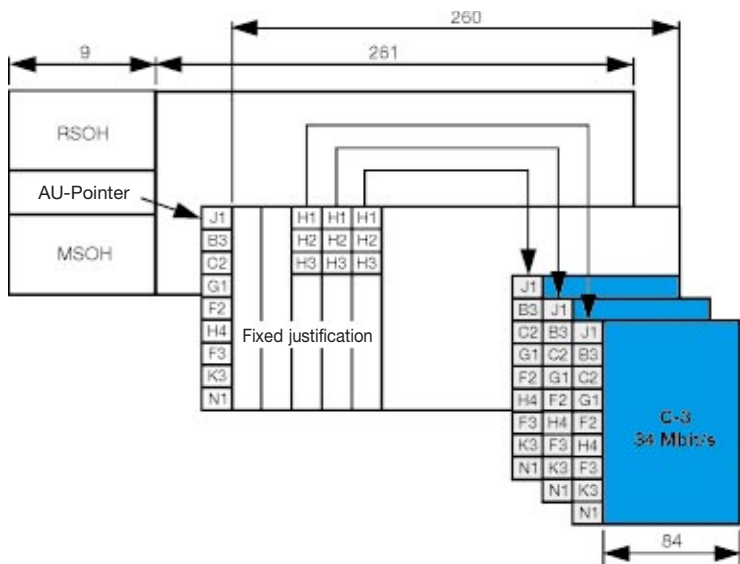 260
9 261
RSOH
AU-Pointer
MSOH
J1
B3
C2
G1
F2
H4
F3
K3
N1
H1 H1 H1
H2 H2 H2
H3 H3 H3
Fixed justification
J1
B3
C2
G1
F2
H4
F3
K3
N1
J1
B3
C2
G1
F2
H4
F3
K3
N1
J1
B3
C2
G1
F2
H4
F3
K3
N1
C-3
34 Mbit/s
84